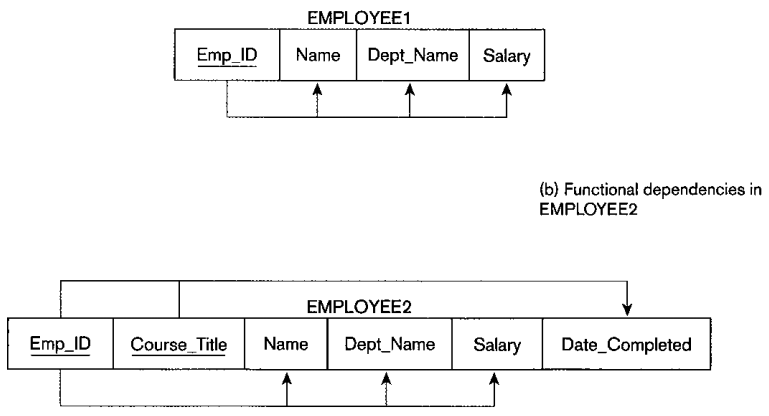 EMPLOYEE1
Emp_ID Name Dept_Name Salary
(b) Functional dependencies in
EMPLOYEE2
EMPLOYEE2
Emp_ID Course_Title Name Dept_Name Salary Date_Completed